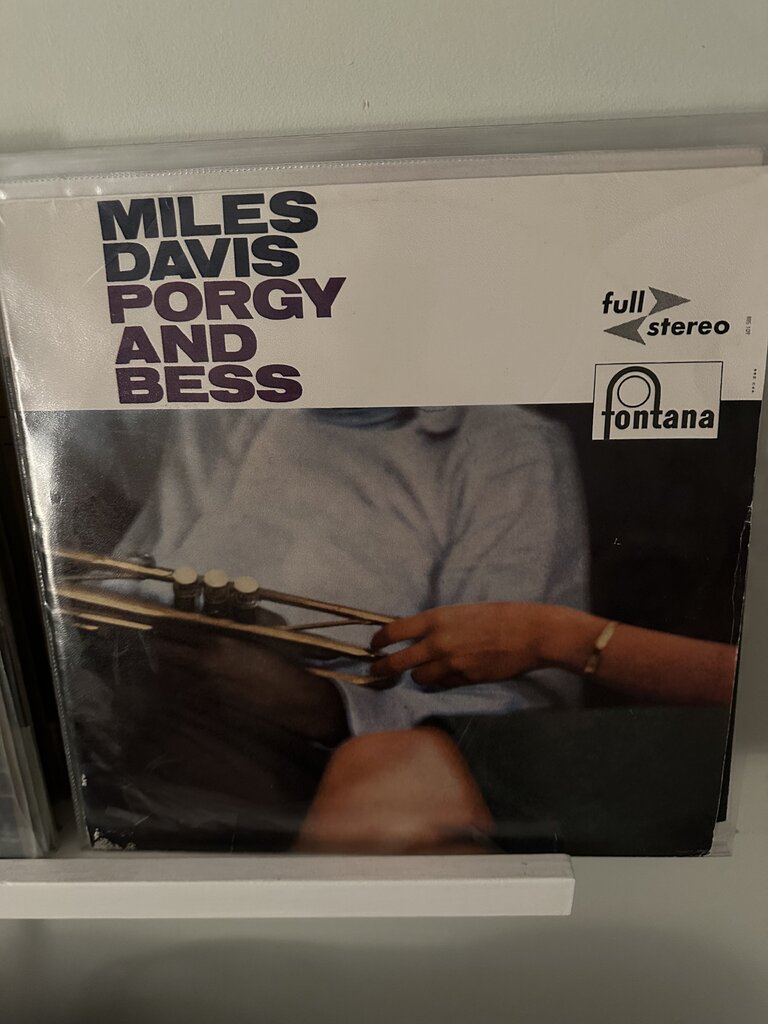 MILES
DAVIS
PORGY
AND
BESS
full
stereo
fontana